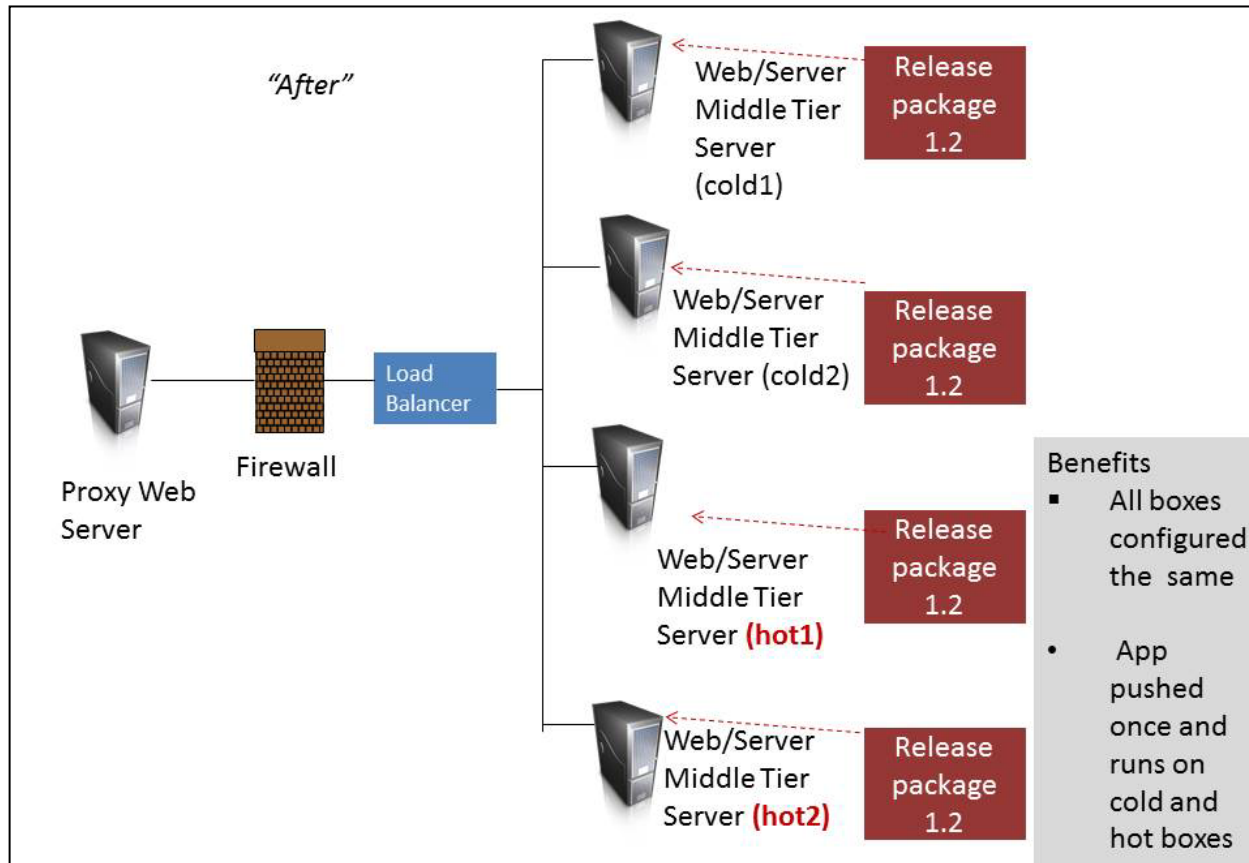 “After”
Web/Server
Middle Tier
Server
(cold1)
Release
package
1.2
Web/Server
Middle Tier
Server (cold2)
Release
package
1.2
Proxy Web
Server
Firewall
Load
Balancer
Web/Server
Middle Tier
Server (hot1)
Release
package
1.2
Web/Server
Middle Tier
Server (hot2)
Release
package
1.2
Benefits
▪ All boxes
configured
the same
• App
pushed
once and
runs on
cold and
hot boxes